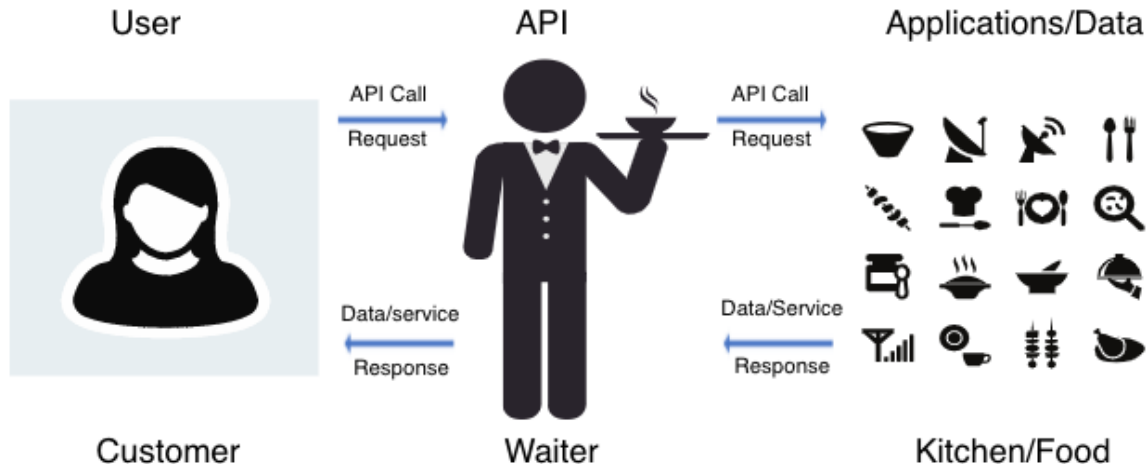 User
API
Applications/Data
API Call
Request
API Call
Request
Data/service
Response
Data/Service
Response
Customer
Waiter
Kitchen/Food